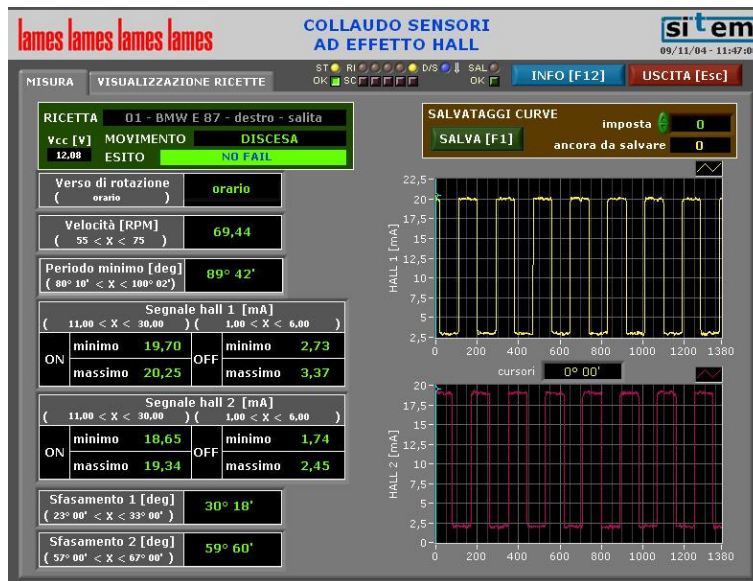 lames lames lames lames
COLLAUDO SENSORI
AD EFFETTO HALL
sitem
09/11/04 - 11:47:0
MISURA
VISUALIZZAZIONE RICETTE
ST RI D/S SAL
OK SC OK
INFO [F12]
USCITA [Esc]
RICETTA 01 - BMW E 87 - destro - salita
Vcc [V] MOVIMENTO DISCESA
12,08 ESITO NO FAIL
SALVATAGGI CURVE
SALVA [F1]
imposta 0
ancora da salvare 0
Verso di rotazione
( orario )
orario
Velocità [RPM]
( 55 < X < 75 )
69,44
Periodo minimo [deg]
( 80° 10' < X < 100° 02')
89° 42'
Segnale hall 1 [mA]
( 11,00 < X < 30,00 ) ( 1,00 < X < 6,00 )
ON minimo 19,70 OFF minimo 2,73
massimo 20,25 massimo 3,37
Segnale hall 2 [mA]
( 11,00 < X < 30,00 ) ( 1,00 < X < 6,00 )
ON minimo 18,65 OFF minimo 1,74
massimo 19,34 massimo 2,45
Sfasamento 1 [deg]
( 23° 00' < X < 33° 00' )
30° 18'
Sfasamento 2 [deg]
( 57° 00' < X < 67° 00' )
59° 60'
HALL 1 [mA]
22,5
20
17,5
15
12,5
10
7,5
5
2,5
0 200 400 600 800 1000 1200 1380
cursori 0° 00'
HALL 2 [mA]
20
17,5
15
12,5
10
7,5
5
2,5
0
0 200 400 600 800 1000 1200 1380